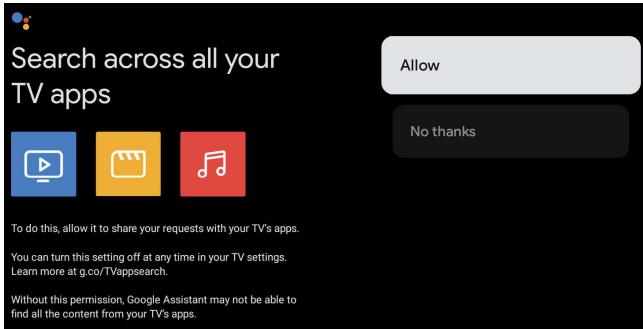 Search across all your
TV apps
Allow
No thanks
To do this, allow it to share your requests with your TV's apps.
You can turn this setting off at any time in your TV settings.
Learn more at g.co/TVappsearch.
Without this permission, Google Assistant may not be able to
find all the content from your TV's apps.